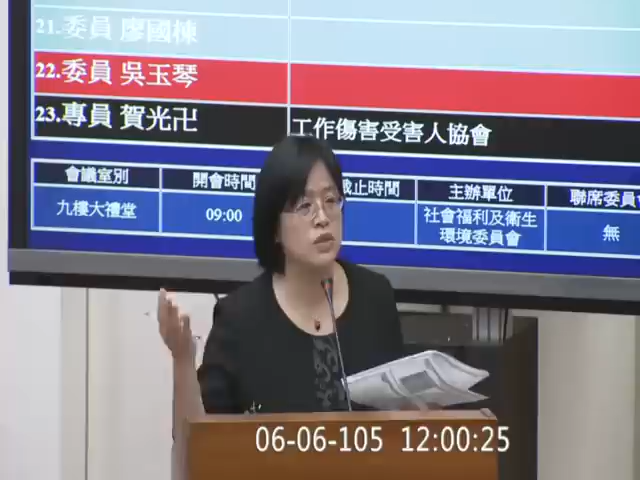 21.委員 廖國棟
22.委員 吳玉琴
23.專員 賀光卍 工作傷害受害人協會
會議室別 開會時間 截止時間 主辦單位 聯席委員會
九樓大禮堂 09:00 社會福利及衛生環境委員會 無
06-06-105 12:00:25